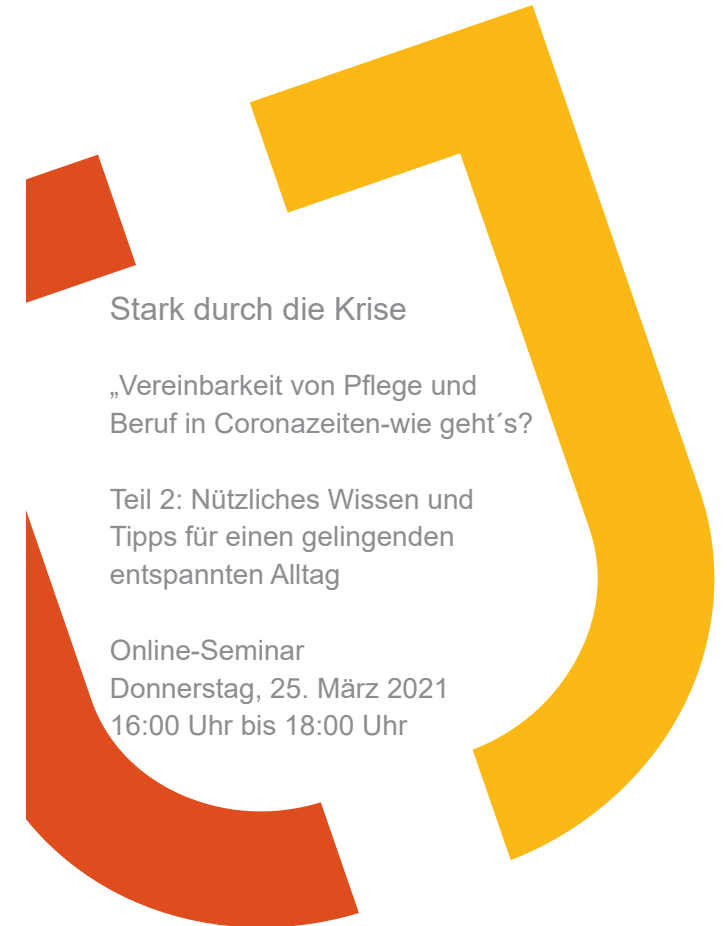 Stark durch die Krise
„Vereinbarkeit von Pflege und
Beruf in Coronazeiten-wie geht´s?
Teil 2: Nützliches Wissen und
Tipps für einen gelingenden
entspannten Alltag
Online-Seminar
Donnerstag, 25. März 2021
16:00 Uhr bis 18:00 Uhr